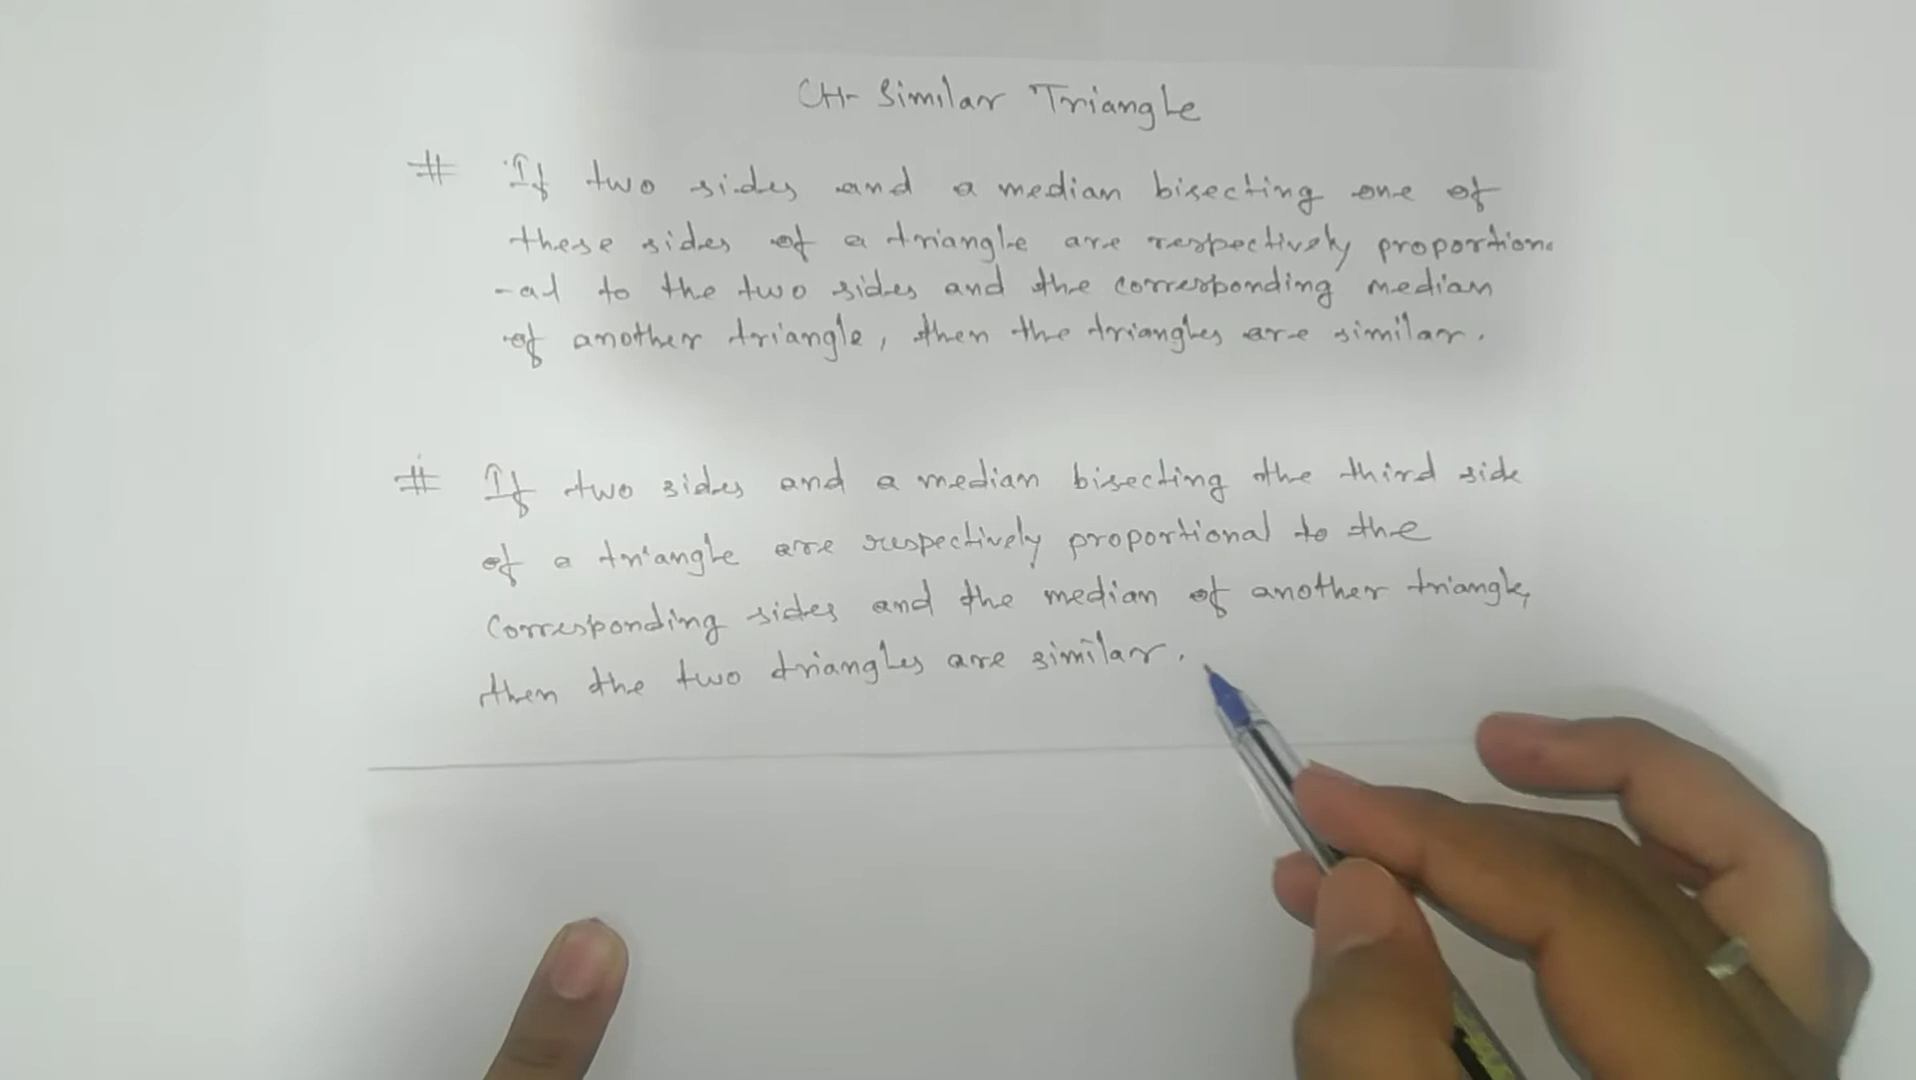 CH- Similar Triangle
# If two sides and a median bisecting one of
these sides of a triangle are respectively proportion
-al to the two sides and the corresponding median
of another triangle, then the triangles are similar.
# If two sides and a median bisecting the third side
of a triangle are respectively proportional to the
corresponding sides and the median of another triangle,
then the two triangles are similar.